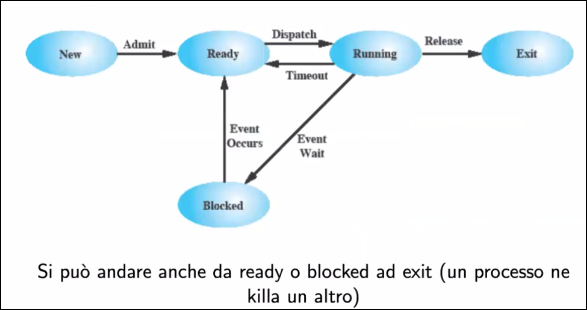 Dispatch
Admit
Release
New
Ready
Running
Exit
Timeout
Event
Occurs
Event
Wait
Blocked
Si può andare anche da ready o blocked ad exit (un processo ne
killa un altro)